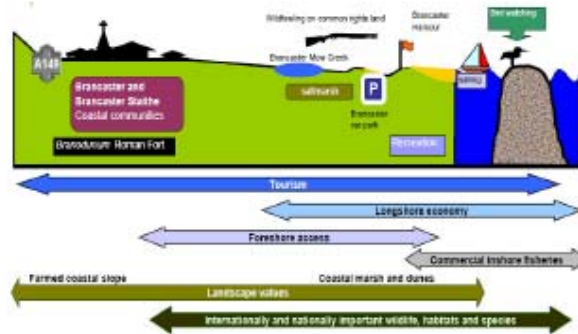 Bird watching
Wildfowling on common rights land
Brancaster
Harbour
A149
Brancaster Mow Creek
Brancaster and
Brancaster Staithe
Coastal communities
saltmarsh
P
Brancaster
car park
Branodunum Roman Fort
Recreation
Tourism
Longshore economy
Foreshore access
Commercial inshore fisheries
Farmed coastal slope
Coastal marsh and dunes
Landscape values
Internationally and nationally important wildlife, habitats and species